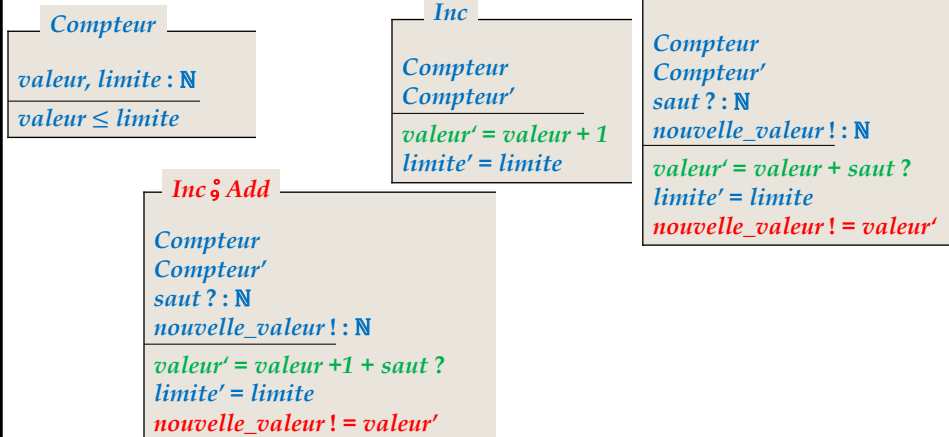 Compteur
valeur, limite : ℕ
valeur ≤ limite
Inc
Compteur
Compteur’
valeur‘ = valeur + 1
limite’ = limite
Compteur
Compteur’
saut ? : ℕ
nouvelle_valeur ! : ℕ
valeur‘ = valeur + saut ?
limite’ = limite
nouvelle_valeur ! = valeur‘
Inc ⨟ Add
Compteur
Compteur’
saut ? : ℕ
nouvelle_valeur ! : ℕ
valeur‘ = valeur +1 + saut ?
limite’ = limite
nouvelle_valeur ! = valeur’